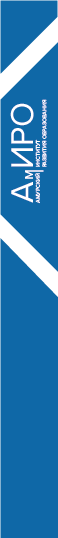 АмИРО
АМУРСКИЙ ИНСТИТУТ
РАЗВИТИЯ ОБРАЗОВАНИЯ